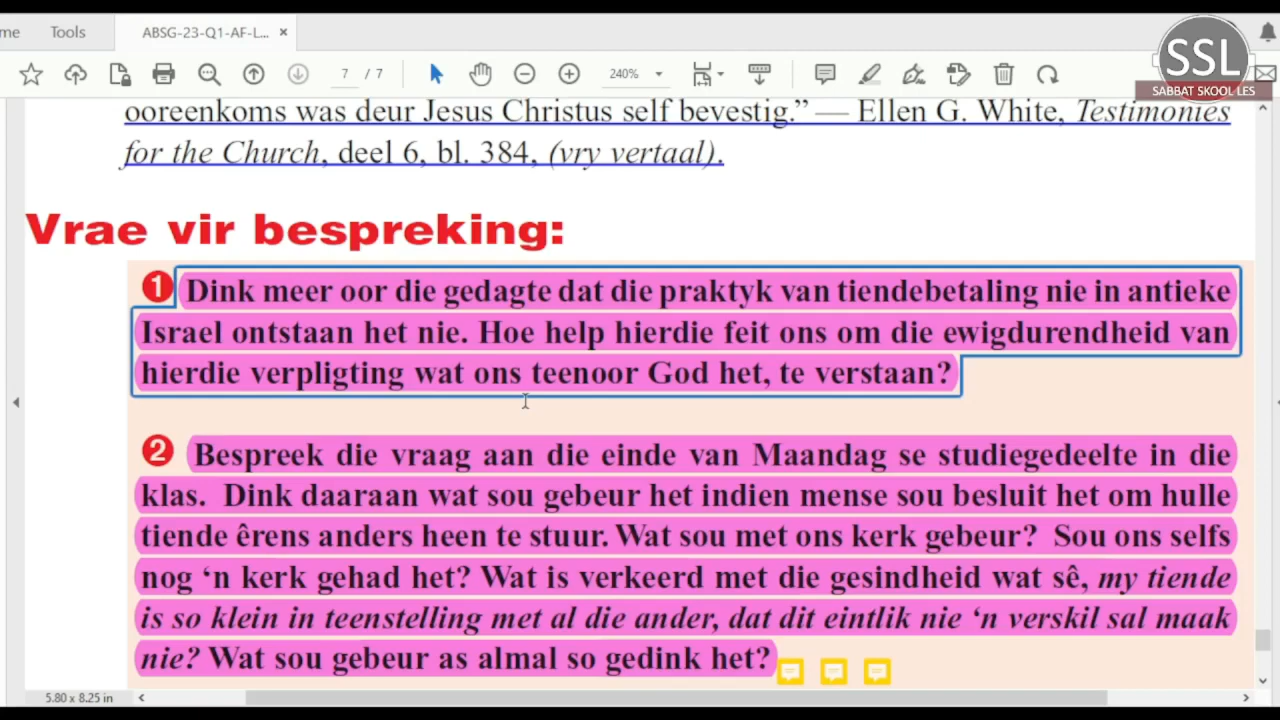 me Tools ABSG-23-Q1-AF-L... ×
SSL
SABBAT SKOOL LES
7 / 7 240%
ooreenkoms was deur Jesus Christus self bevestig.” — Ellen G. White, Testimonies
for the Church, deel 6, bl. 384, (vry vertaal).
Vrae vir bespreking:
1 Dink meer oor die gedagte dat die praktyk van tiendebetaling nie in antieke
Israel ontstaan het nie. Hoe help hierdie feit ons om die ewigdurendheid van
hierdie verpligting wat ons teenoor God het, te verstaan?
2 Bespreek die vraag aan die einde van Maandag se studiegedeelte in die
klas. Dink daaraan wat sou gebeur het indien mense sou besluit het om hulle
tiende êrens anders heen te stuur. Wat sou met ons kerk gebeur? Sou ons selfs
nog ‘n kerk gehad het? Wat is verkeerd met die gesindheid wat sê, my tiende
is so klein in teenstelling met al die ander, dat dit eintlik nie ‘n verskil sal maak
nie? Wat sou gebeur as almal so gedink het?
5.80 x 8.25 in